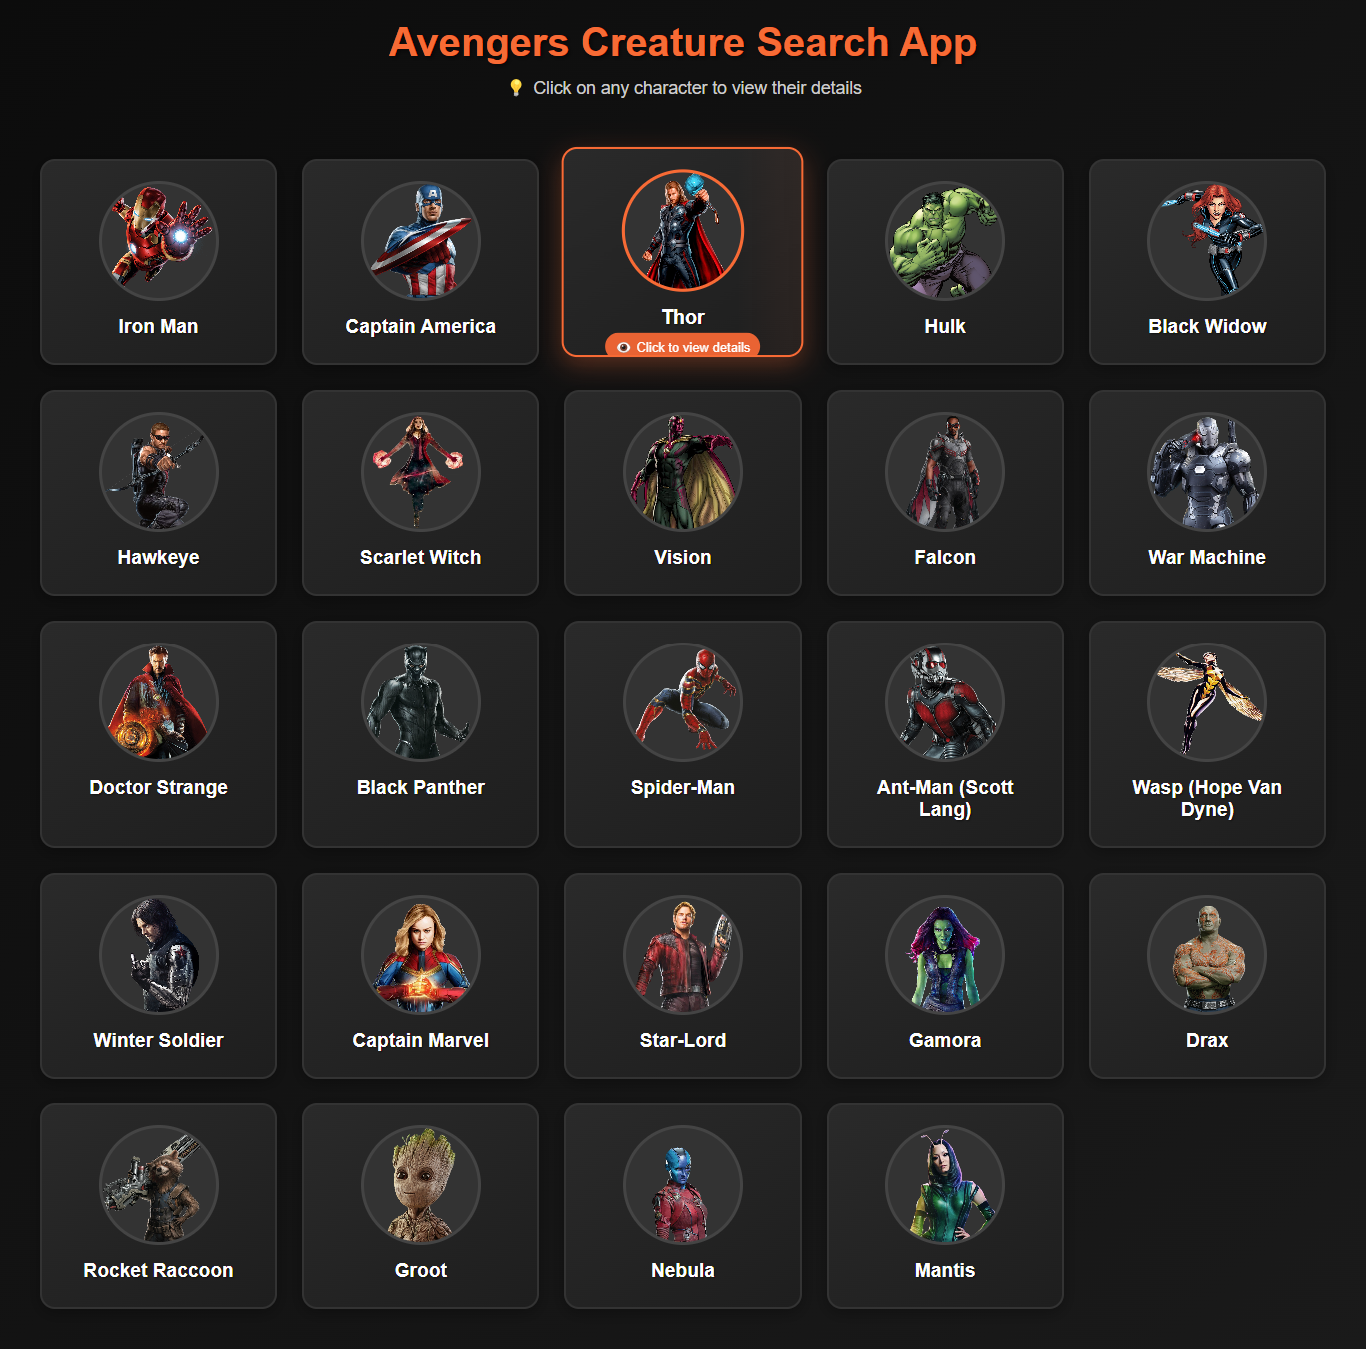 Avengers Creature Search App
💡 Click on any character to view their details
Iron Man
Captain America
Thor
👁 Click to view details
Hulk
Black Widow
Hawkeye
Scarlet Witch
Vision
Falcon
War Machine
Doctor Strange
Black Panther
Spider-Man
Ant-Man (Scott
Lang)
Wasp (Hope Van
Dyne)
Winter Soldier
Captain Marvel
Star-Lord
Gamora
Drax
Rocket Raccoon
Groot
Nebula
Mantis